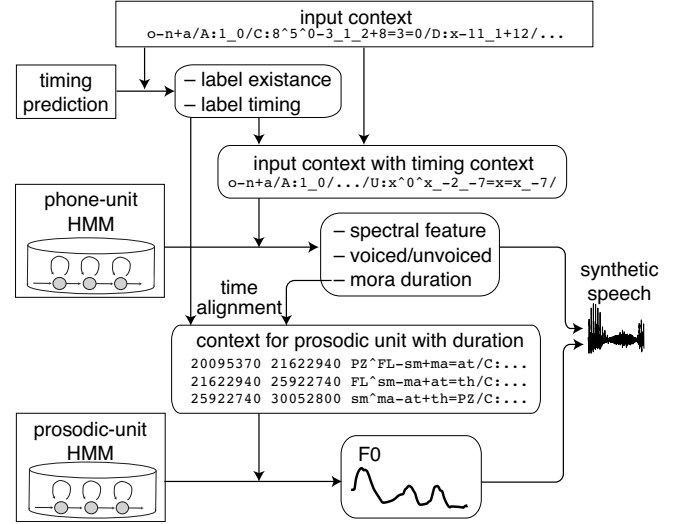 input context
o-n+a/A:1_0/C:8^5^0-3_1_2+8=3=0/D:x-11_1+12/...
timing
prediction
– label existance
– label timing
input context with timing context
o-n+a/A:1_0/.../U:x^0^x_-2_-7=x=x_-7/
phone-unit
HMM
– spectral feature
– voiced/unvoiced
– mora duration
time
alignment
synthetic
speech
context for prosodic unit with duration
20095370 21622940 PZ^FL-sm+ma=at/C:...
21622940 25922740 FL^sm-ma+at=th/C:...
25922740 30052800 sm^ma-at+th=PZ/C:...
prosodic-unit
HMM
F0